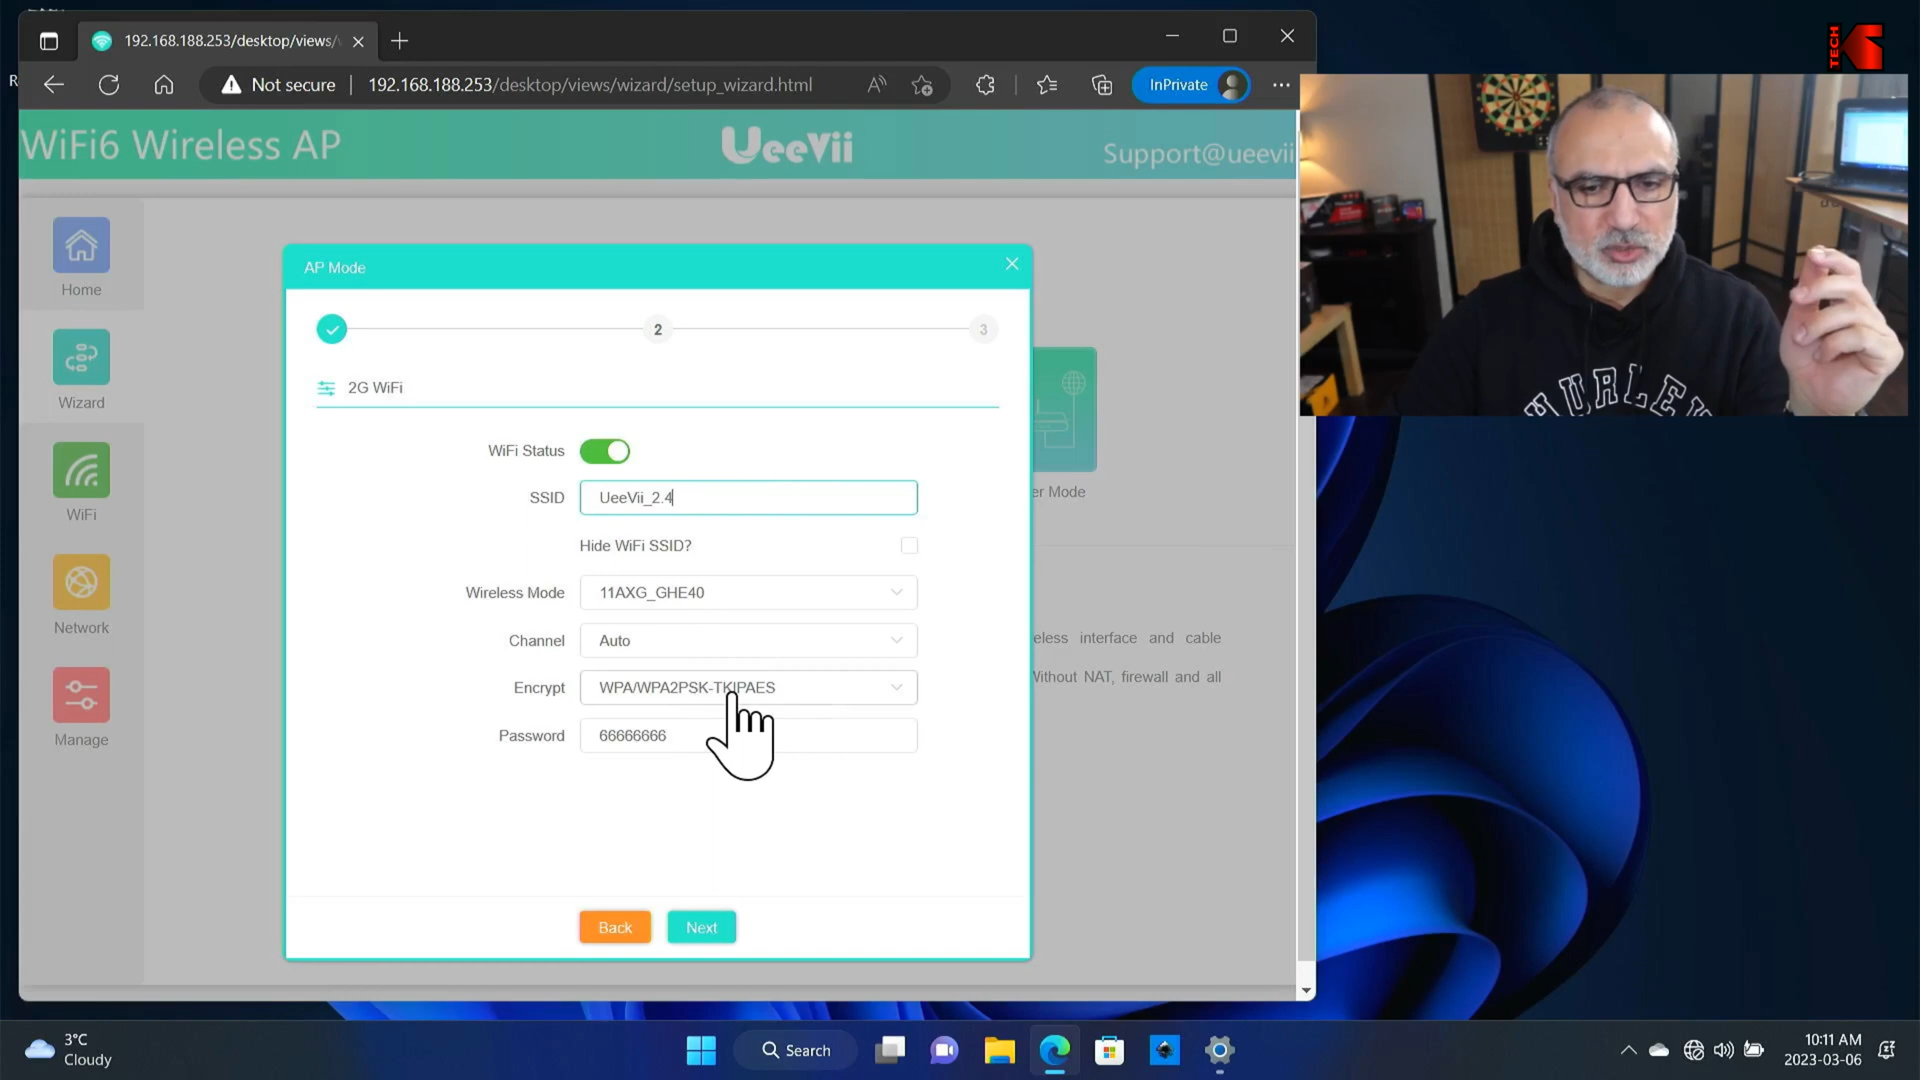 192.168.188.253/desktop/views/
Not secure
192.168.188.253/desktop/views/wizard/setup_wizard.html
InPrivate
TECH K
WiFi6 Wireless AP
UeeVii
Support@ueevii
Home
Wizard
WiFi
Network
Manage
AP Mode
2
3
2G WiFi
WiFi Status
SSID
UeeVii_2.4
Hide WiFi SSID?
Wireless Mode
11AXG_GHE40
Channel
Auto
Encrypt
WPA/WPA2PSK-TKIPAES
Password
66666666
Back
Next
er Mode
eless interface and cable
Without NAT, firewall and all
HURLEY
3°C
Cloudy
Search
10:11 AM
2023-03-06